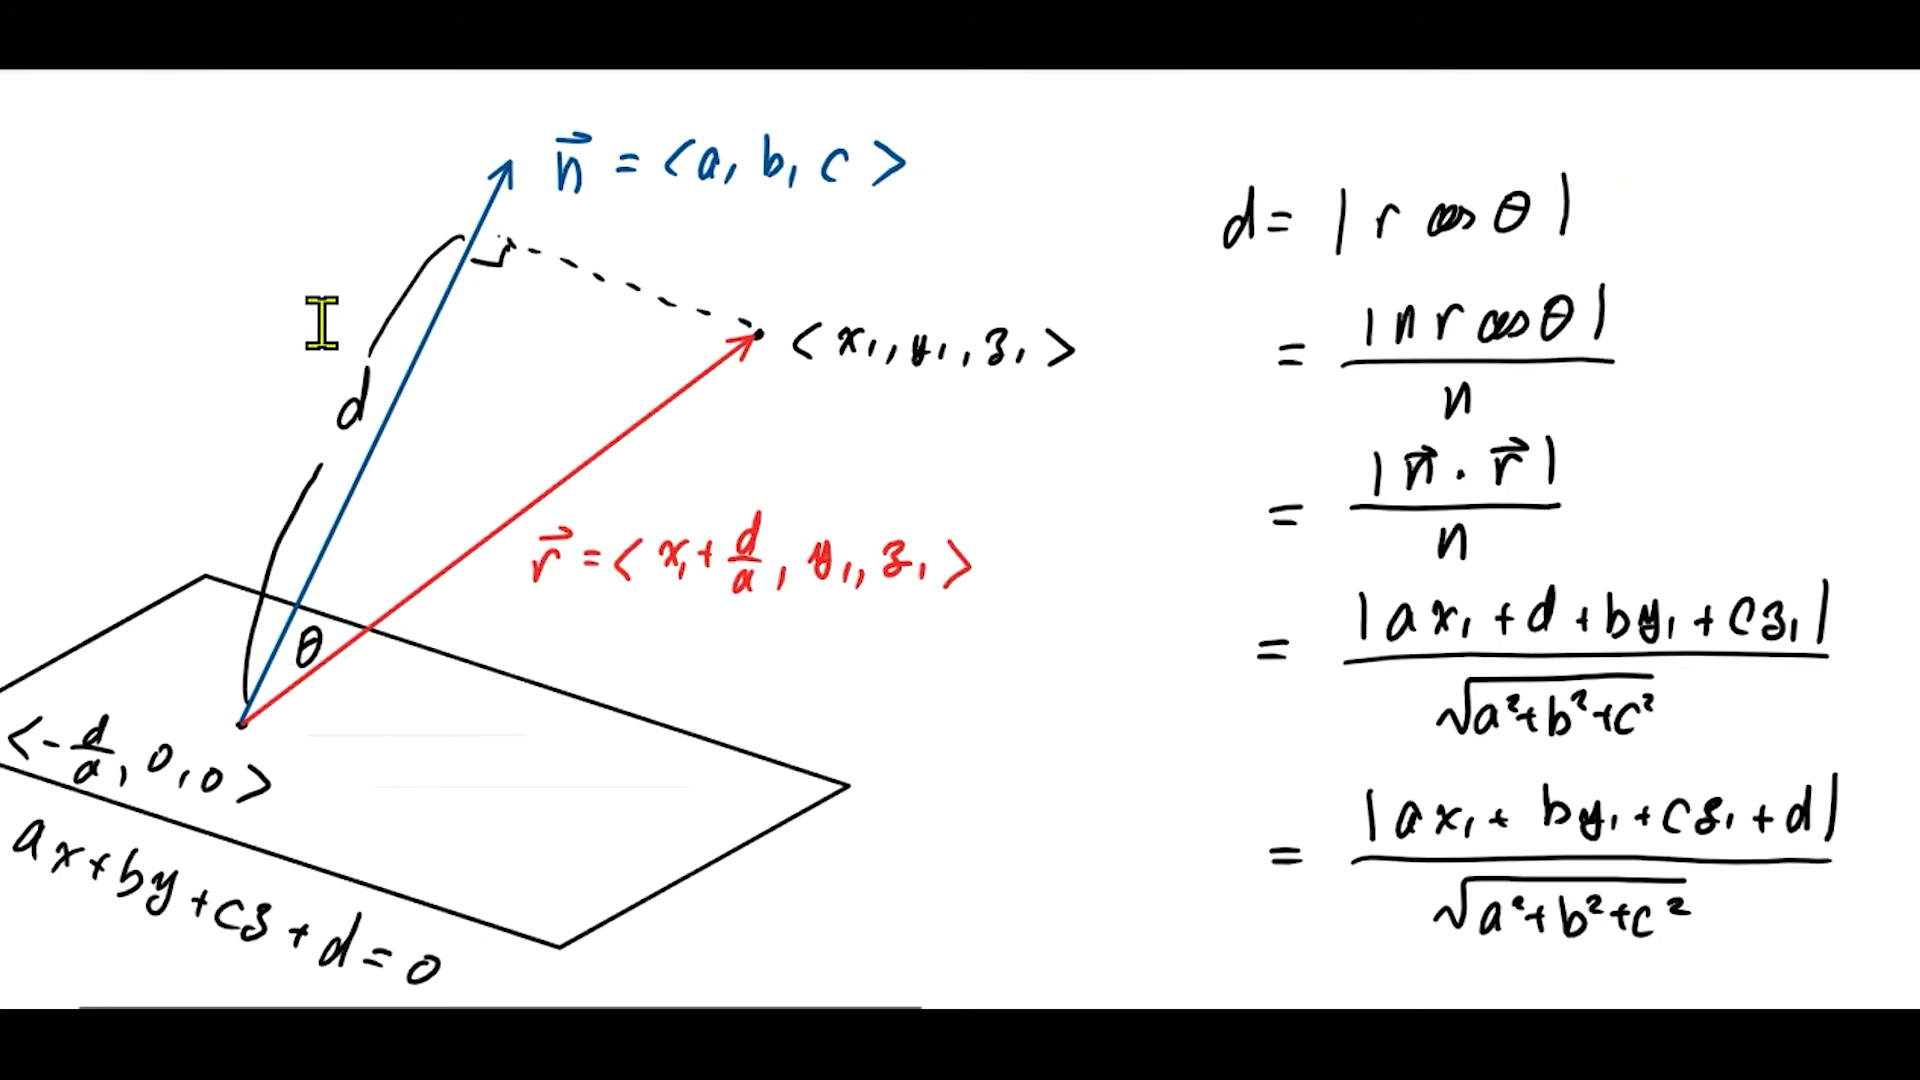 n⃗ = <a, b, c>
<x₁, y₁, z₁>
d
r⃗ = <x₁ + d/a, y₁, z₁>
θ
<-d/a, 0, 0>
ax + by + cz + d = 0
d = |r cos θ|
= |n r cos θ| / n
= |n⃗ · r⃗| / n
= |ax₁ + d + by₁ + cz₁| / √(a² + b² + c²)
= |ax₁ + by₁ + cz₁ + d| / √(a² + b² + c²)